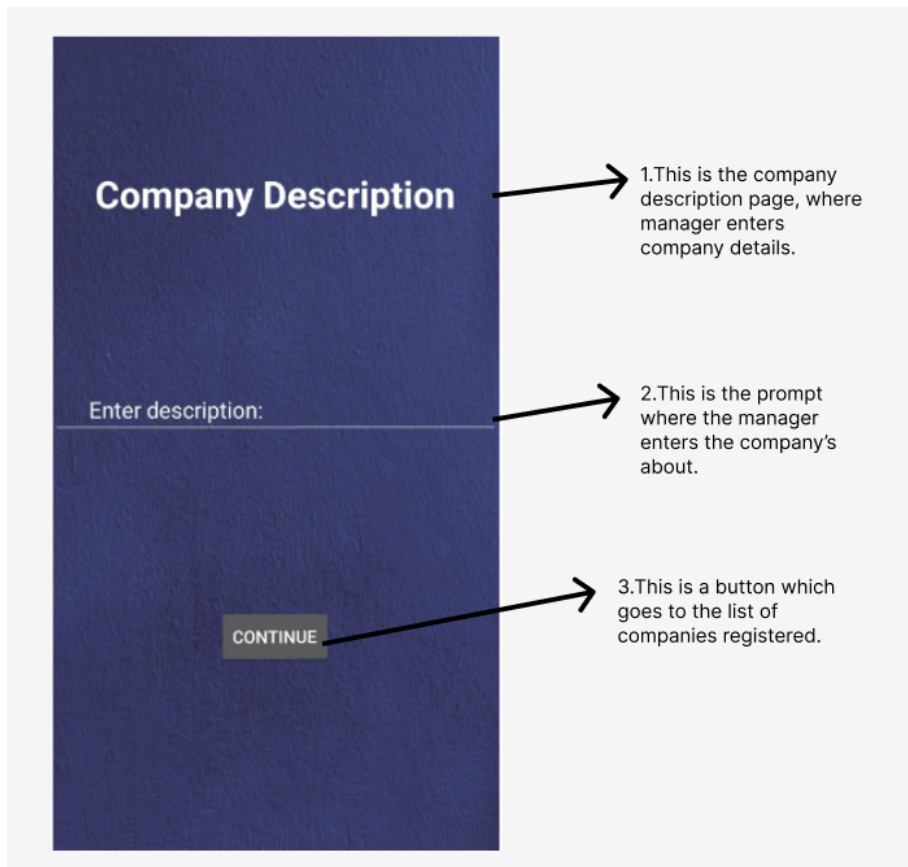 Company Description
1.This is the company
description page, where
manager enters
company details.
Enter description:
2.This is the prompt
where the manager
enters the company’s
about.
CONTINUE
3.This is a button which
goes to the list of
companies registered.